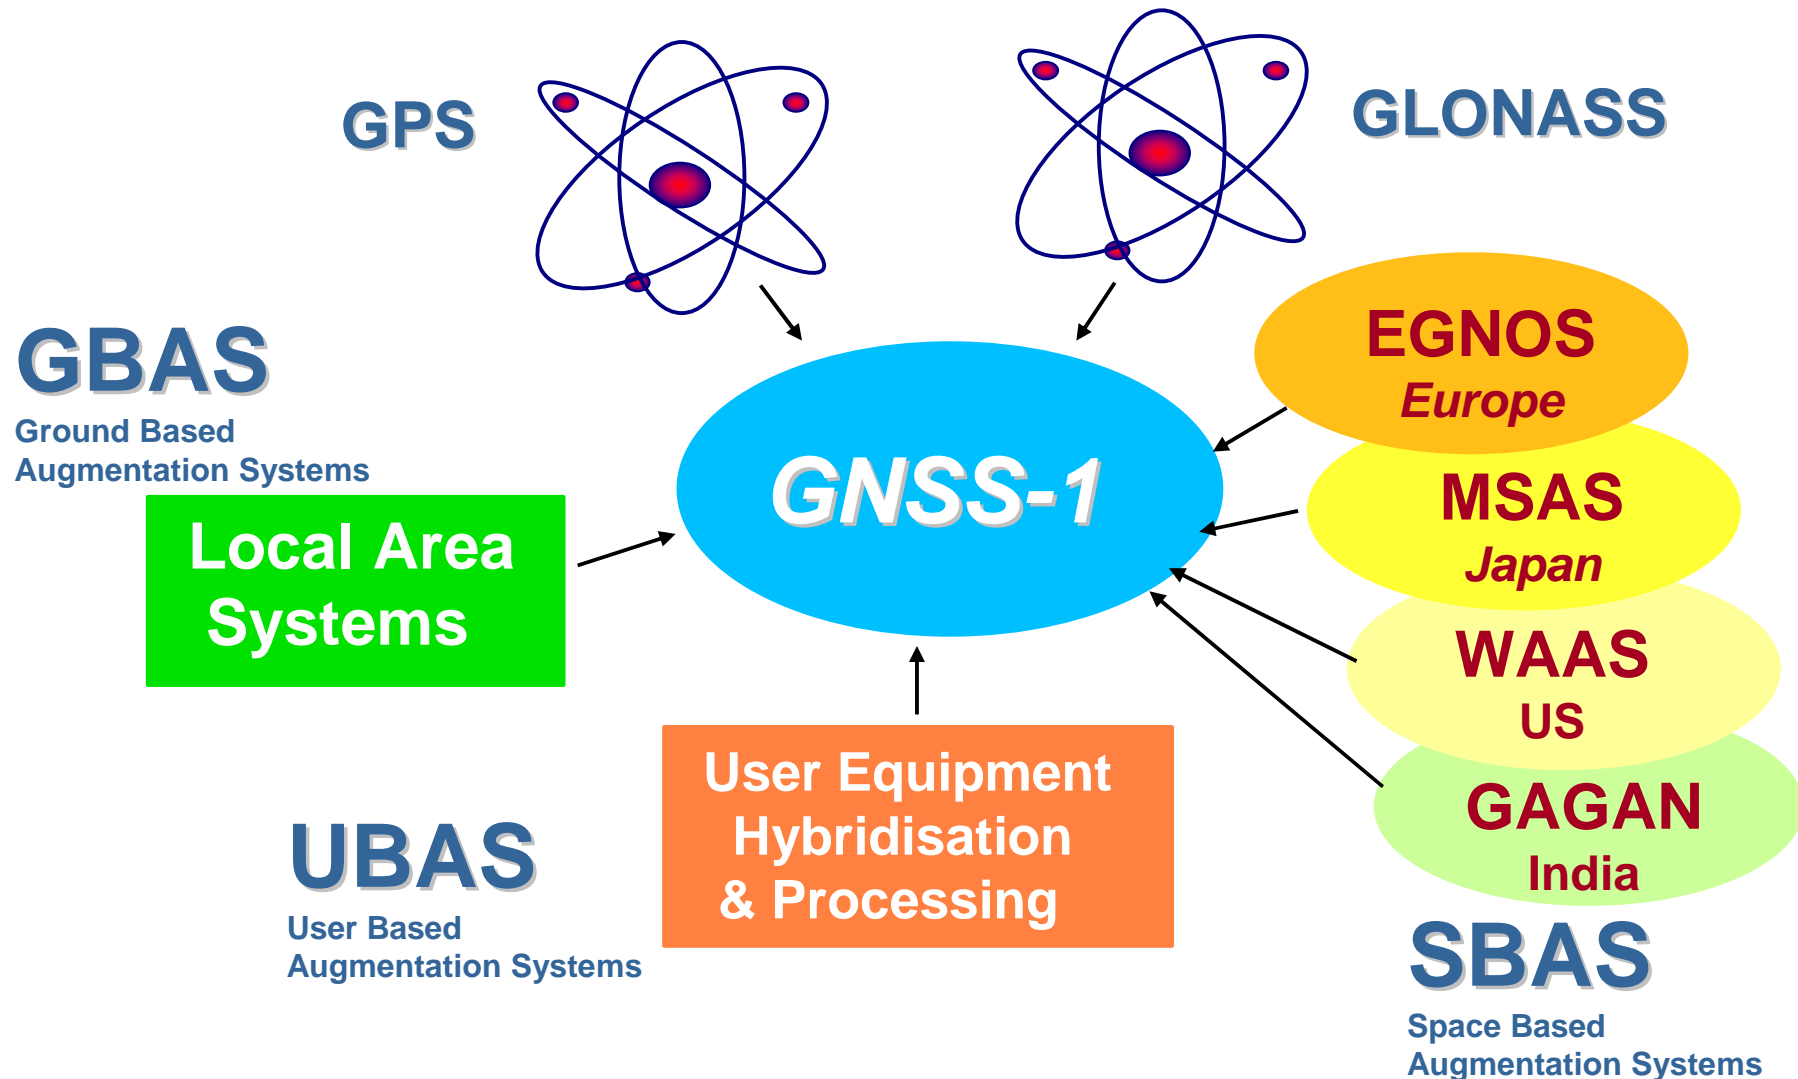 GPS
GLONASS
GBAS
Ground Based
Augmentation Systems
Local Area
Systems
GNSS-1
EGNOS
Europe
MSAS
Japan
WAAS
US
GAGAN
India
User Equipment
Hybridisation
& Processing
UBAS
User Based
Augmentation Systems
SBAS
Space Based
Augmentation Systems